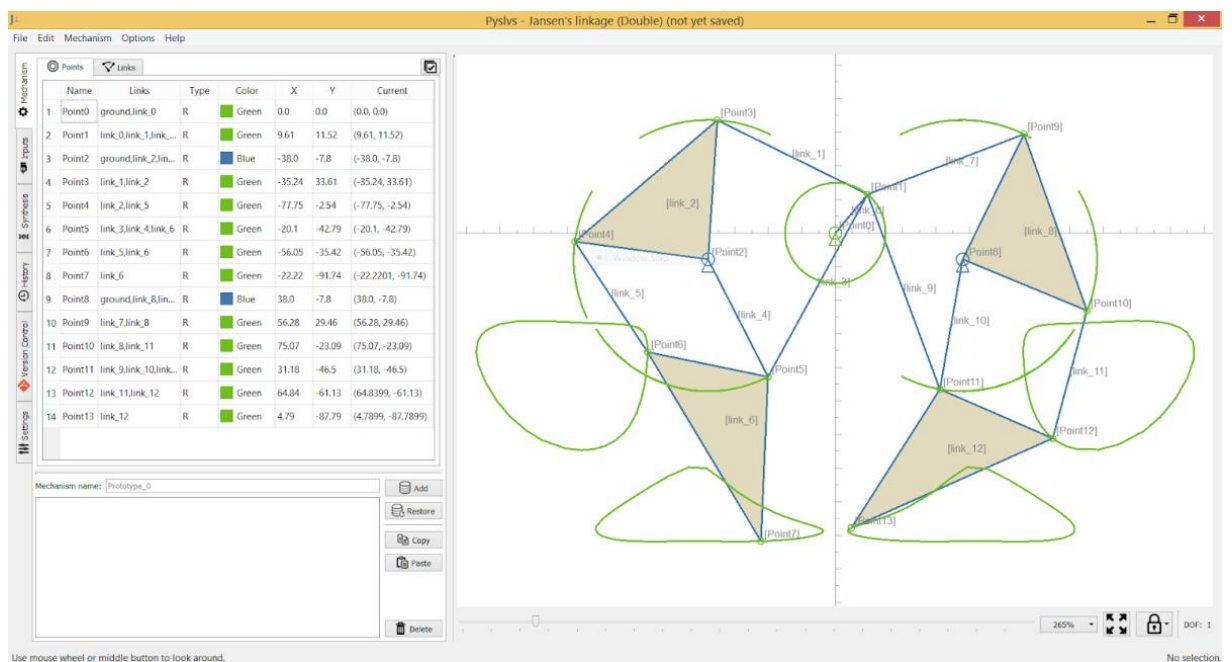 Pyslvs - Jansen's linkage (Double) (not yet saved)
File Edit Mechanism Options Help
Mechanism
Inputs
Synthesis
History
Version Control
Settings
Points Links
Name Links Type Color X Y Current
1 Point0 ground,link_0 R Green 0.0 0.0 (0.0, 0.0)
2 Point1 link_0,link_1,link_... R Green 9.61 11.52 (9.61, 11.52)
3 Point2 ground,link_2,lin... R Blue -38.0 -7.8 (-38.0, -7.8)
4 Point3 link_1,link_2 R Green -35.24 33.61 (-35.24, 33.61)
5 Point4 link_2,link_5 R Green -77.75 -2.54 (-77.75, -2.54)
6 Point5 link_3,link_4,link_6 R Green -20.1 -42.79 (-20.1, -42.79)
7 Point6 link_5,link_6 R Green -56.05 -35.42 (-56.05, -35.42)
8 Point7 link_6 R Green -22.22 -91.74 (-22.2201, -91.74)
9 Point8 ground,link_8,lin... R Blue 38.0 -7.8 (38.0, -7.8)
10 Point9 link_7,link_8 R Green 56.28 29.46 (56.28, 29.46)
11 Point10 link_8,link_11 R Green 75.07 -23.09 (75.07, -23.09)
12 Point11 link_9,link_10,link... R Green 31.18 -46.5 (31.18, -46.5)
13 Point12 link_11,link_12 R Green 64.84 -61.13 (64.8399, -61.13)
14 Point13 link_12 R Green 4.79 -87.79 (4.7899, -87.7899)
Mechanism name: Prototype_0
Add
Restore
Copy
Paste
Delete
[Point3]
[Point9]
[link_1]
[link_7]
[Point1]
[link_2]
[link_0]
[Point0]
[link_8]
[Point4]
[Point2]
[Point8]
[link_3]
[link_5]
[link_9]
[Point10]
[link_4]
[link_10]
[Point6]
[Point5]
[link_11]
[Point11]
[link_6]
[Point12]
[link_12]
[Point13]
[Point7]
265%
DOF: 1
Use mouse wheel or middle button to look around.
No selection.